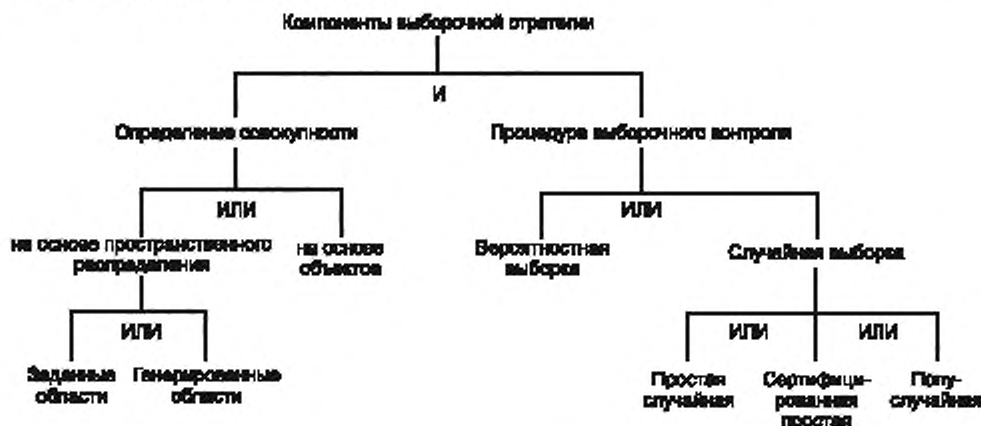 Компоненты выборочной стратегии
И
Определение совокупности
Процедура выборочного контроля
ИЛИ
ИЛИ
на основе пространственного
распределения
на основе
объектов
Вероятностная
выборка
Случайная выборка
ИЛИ
ИЛИ
ИЛИ
Заданные
области
Генерированные
области
Простая
случайная
Сертифици-
рованная
простая
Полу-
случайная